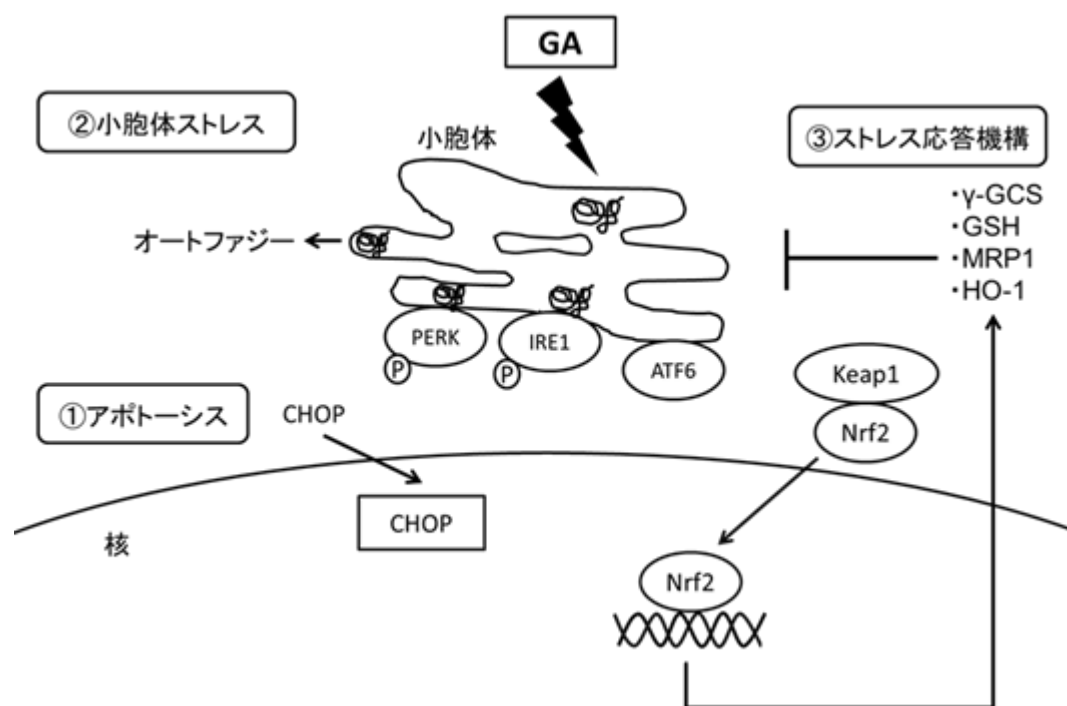 GA
②小胞体ストレス
小胞体
③ストレス応答機構
・γ-GCS
・GSH
・MRP1
・HO-1
オートファジー
PERK
P
IRE1
P
ATF6
Keap1
Nrf2
①アポトーシス
CHOP
CHOP
核
Nrf2